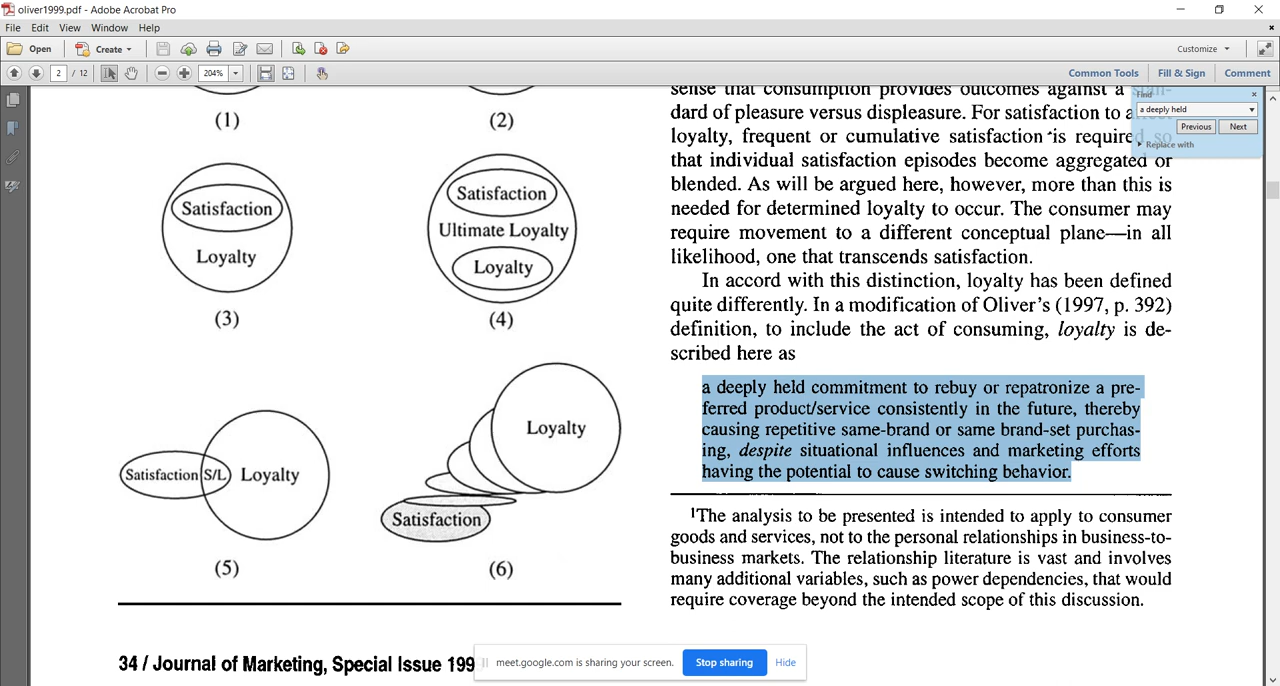 oliver1999.pdf - Adobe Acrobat Pro
File Edit View Window Help
Open Create Customize
2 / 12 204% Common Tools Fill & Sign Comment
Find
a deeply held
Previous Next
Replace with
(1) (2)
Satisfaction
Loyalty
(3)
Satisfaction
Ultimate Loyalty
Loyalty
(4)
Satisfaction S/L Loyalty
(5)
Loyalty
Satisfaction
(6)
34 / Journal of Marketing, Special Issue 199
sense that consumption provides outcomes against a stan-
dard of pleasure versus displeasure. For satisfaction to affect
loyalty, frequent or cumulative satisfaction is required so
that individual satisfaction episodes become aggregated or
blended. As will be argued here, however, more than this is
needed for determined loyalty to occur. The consumer may
require movement to a different conceptual plane—in all
likelihood, one that transcends satisfaction.
In accord with this distinction, loyalty has been defined
quite differently. In a modification of Oliver's (1997, p. 392)
definition, to include the act of consuming, loyalty is de-
scribed here as
a deeply held commitment to rebuy or repatronize a pre-
ferred product/service consistently in the future, thereby
causing repetitive same-brand or same brand-set purchas-
ing, despite situational influences and marketing efforts
having the potential to cause switching behavior.
1The analysis to be presented is intended to apply to consumer
goods and services, not to the personal relationships in business-to-
business markets. The relationship literature is vast and involves
many additional variables, such as power dependencies, that would
require coverage beyond the intended scope of this discussion.
meet.google.com is sharing your screen. Stop sharing Hide